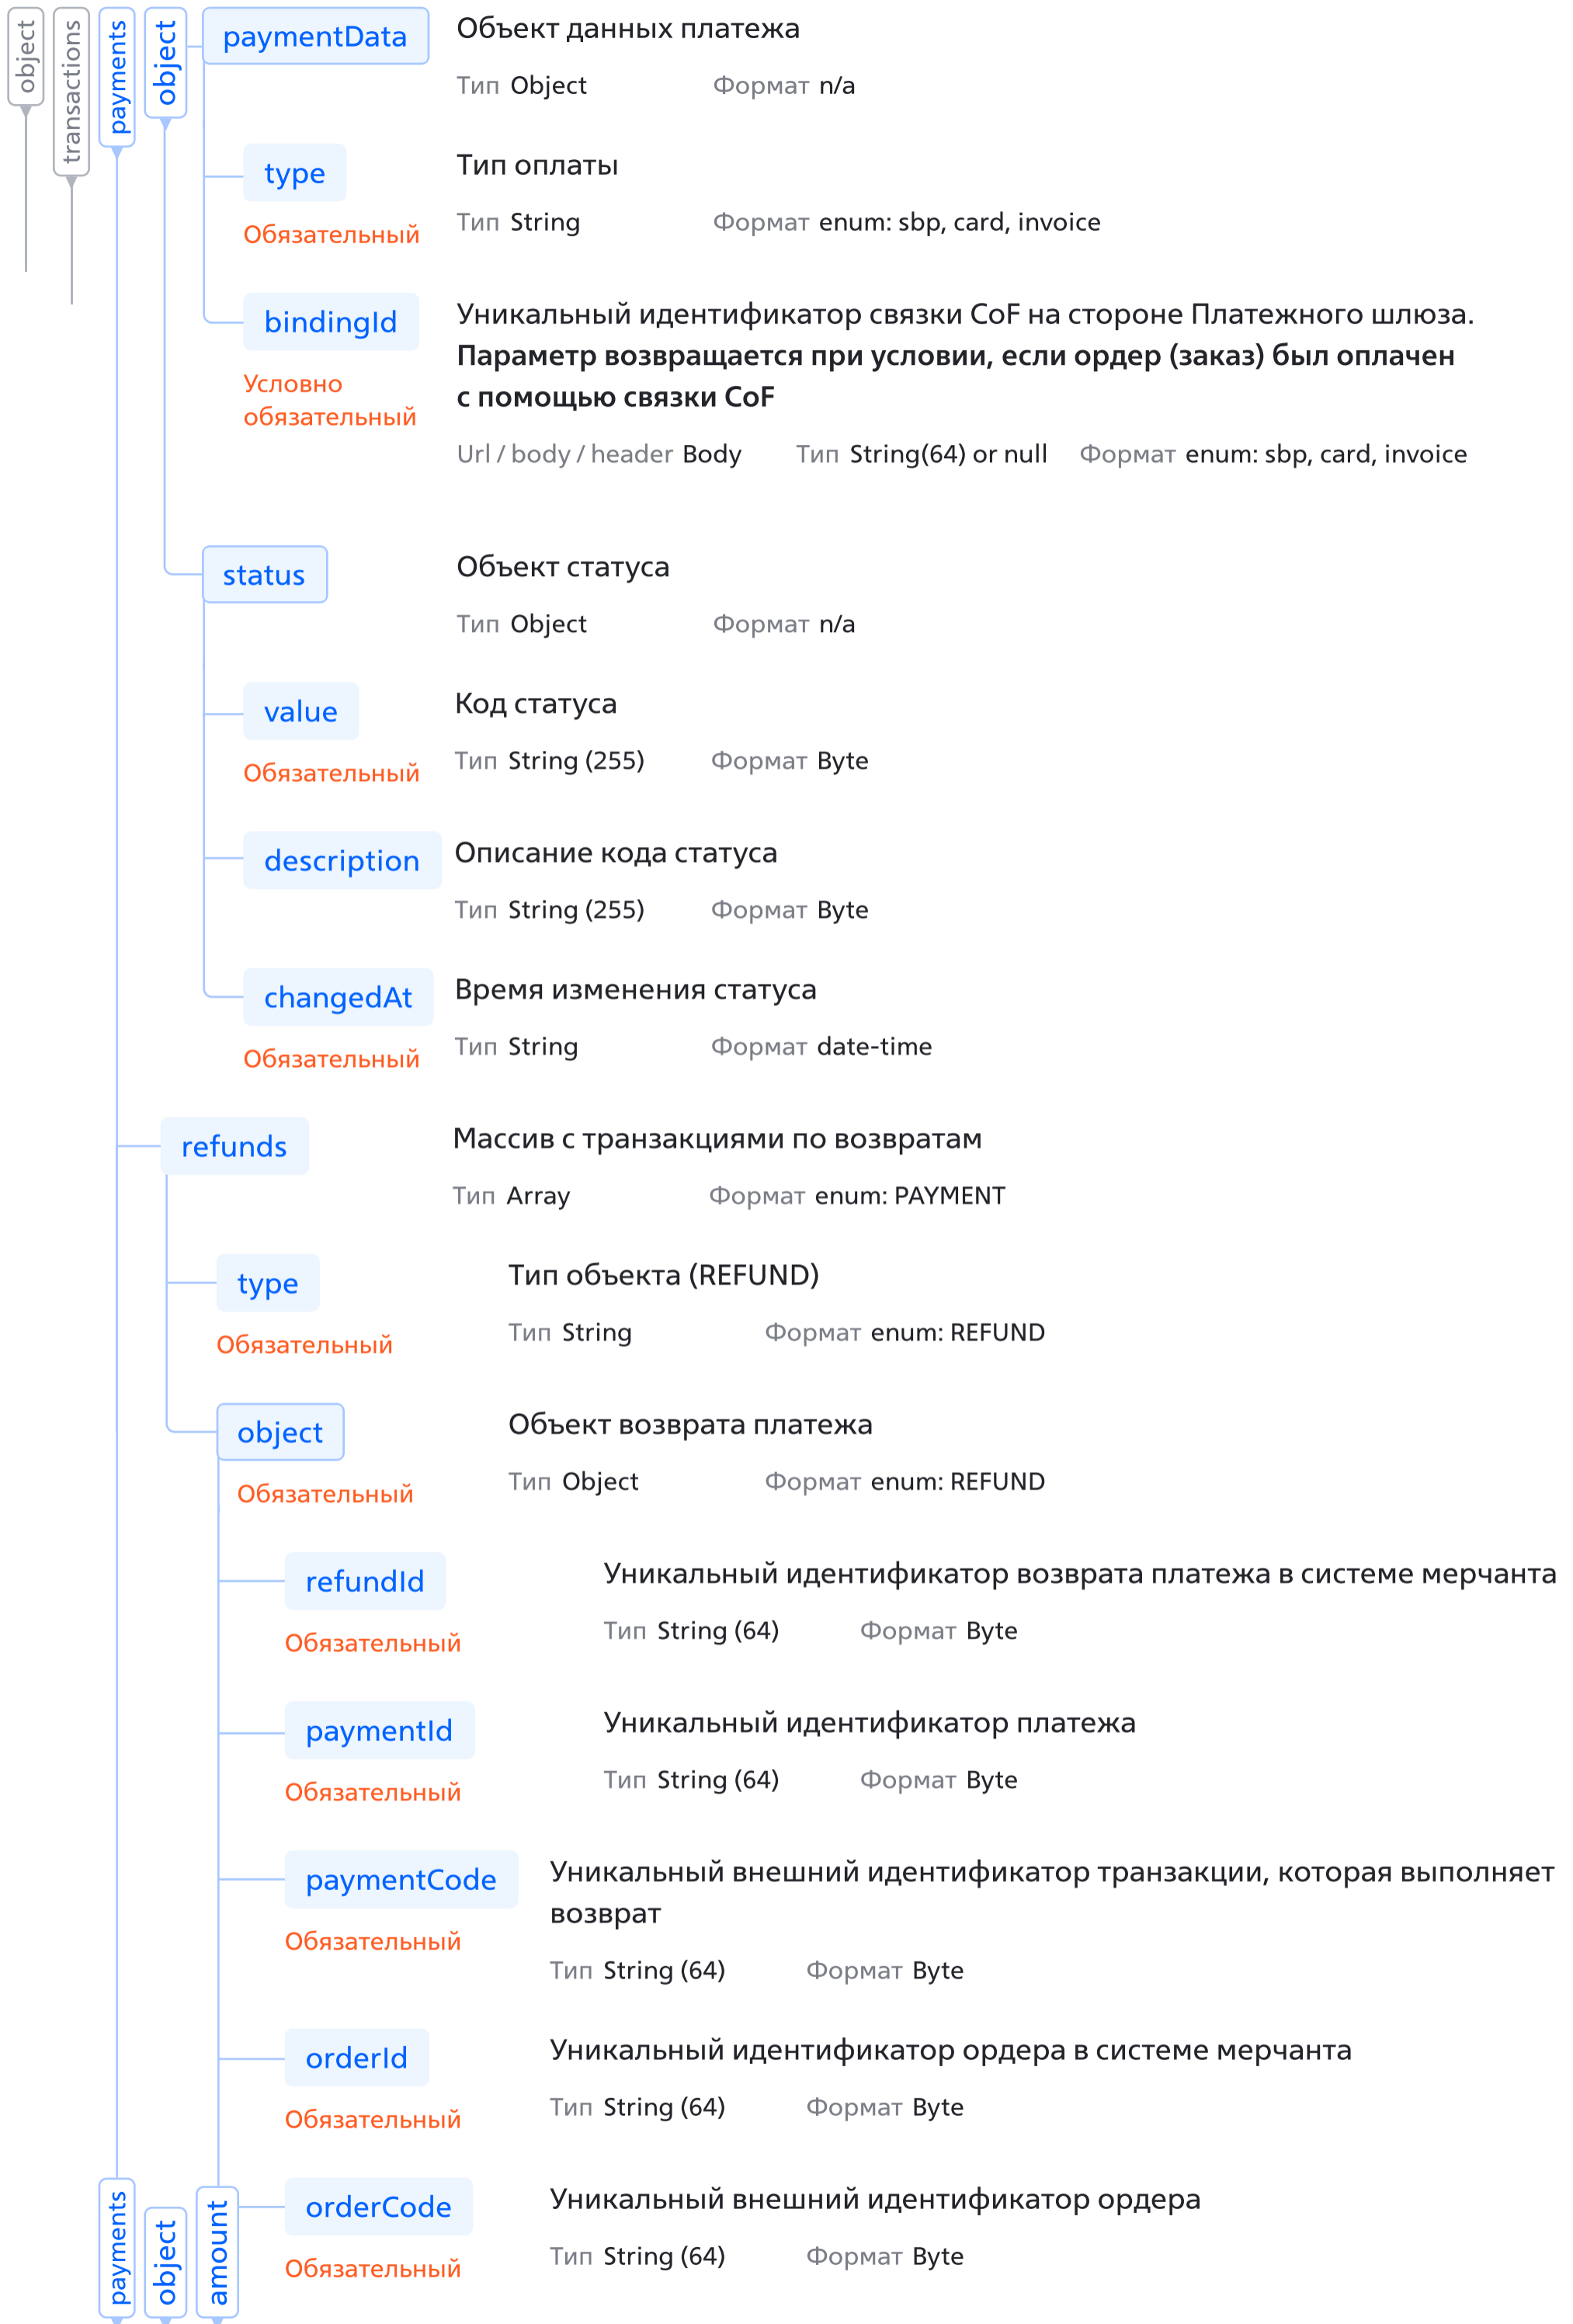 object
transactions
payments
object
paymentData
Объект данных платежа
Тип Object Формат n/a
type
Обязательный
Тип оплаты
Тип String Формат enum: sbp, card, invoice
bindingId
Условно
обязательный
Уникальный идентификатор связки CoF на стороне Платежного шлюза.
Параметр возвращается при условии, если ордер (заказ) был оплачен
с помощью связки CoF
Url / body / header Body Тип String(64) or null Формат enum: sbp, card, invoice
status
Объект статуса
Тип Object Формат n/a
value
Обязательный
Код статуса
Тип String (255) Формат Byte
description
Описание кода статуса
Тип String (255) Формат Byte
changedAt
Обязательный
Время изменения статуса
Тип String Формат date-time
refunds
Массив с транзакциями по возвратам
Тип Array Формат enum: PAYMENT
type
Обязательный
Тип объекта (REFUND)
Тип String Формат enum: REFUND
object
Обязательный
Объект возврата платежа
Тип Object Формат enum: REFUND
refundId
Обязательный
Уникальный идентификатор возврата платежа в системе мерчанта
Тип String (64) Формат Byte
paymentId
Обязательный
Уникальный идентификатор платежа
Тип String (64) Формат Byte
paymentCode
Обязательный
Уникальный внешний идентификатор транзакции, которая выполняет
возврат
Тип String (64) Формат Byte
orderId
Обязательный
Уникальный идентификатор ордера в системе мерчанта
Тип String (64) Формат Byte
payments
object
amount
orderCode
Обязательный
Уникальный внешний идентификатор ордера
Тип String (64) Формат Byte